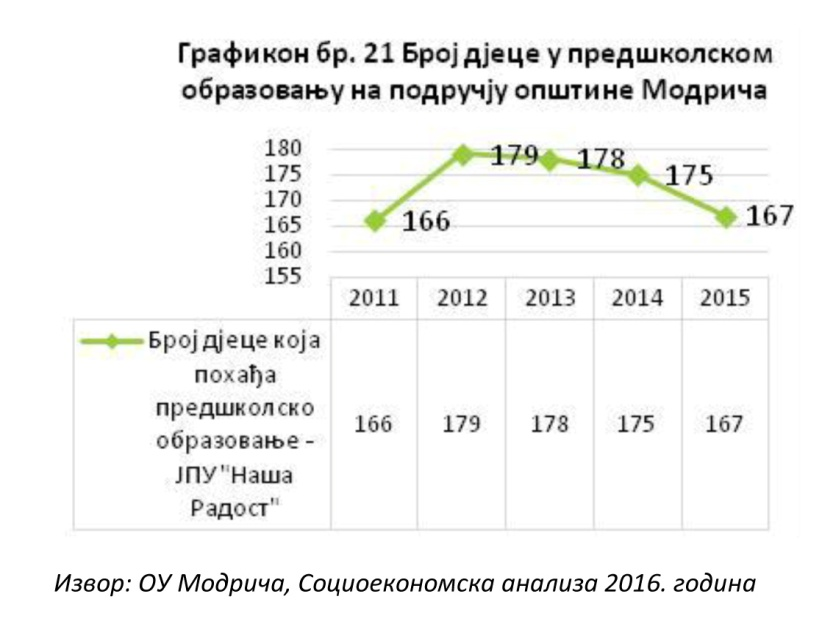 Графикон бр. 21 Број дјеце у предшколском
образовању на подручју општине Модрича
180
175
170
165
160
155
166
179
178
175
167
2011 2012 2013 2014 2015
Број дјеце која
похађа
предшколско
образовање -
ЈПУ "Наша
Радост"
166 179 178 175 167
Извор: ОУ Модрича, Социоекономска анализа 2016. година